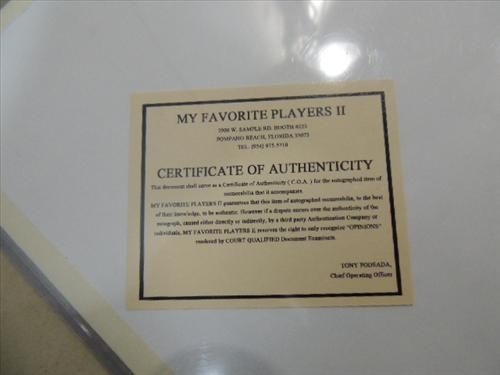 MY FAVORITE PLAYERS II
2900 W. SAMPLE RD. BOOTH
POMPANO BEACH, FLORIDA 33073
TEL. (954) 975
CERTIFICATE OF AUTHENTICITY
This document shall serve as a Certificate of Authenticity ( C.O.A. ) for the autographed item of
memorabilia that it accompanies.
MY FAVORITE PLAYERS II guarantees that this item of autographed memorabilia, to the best
of their knowledge, to be authentic. However if a dispute occurs over the authenticity of the
autograph, caused either directly or indirectly, by a third party Authentication Company or
individuals, MY FAVORITE PLAYERS II reserves the right to only recognize "OPINIONS"
rendered by COURT QUALIFIED Document Examiners.
TONY PODSADA,
Chief Operating Officer